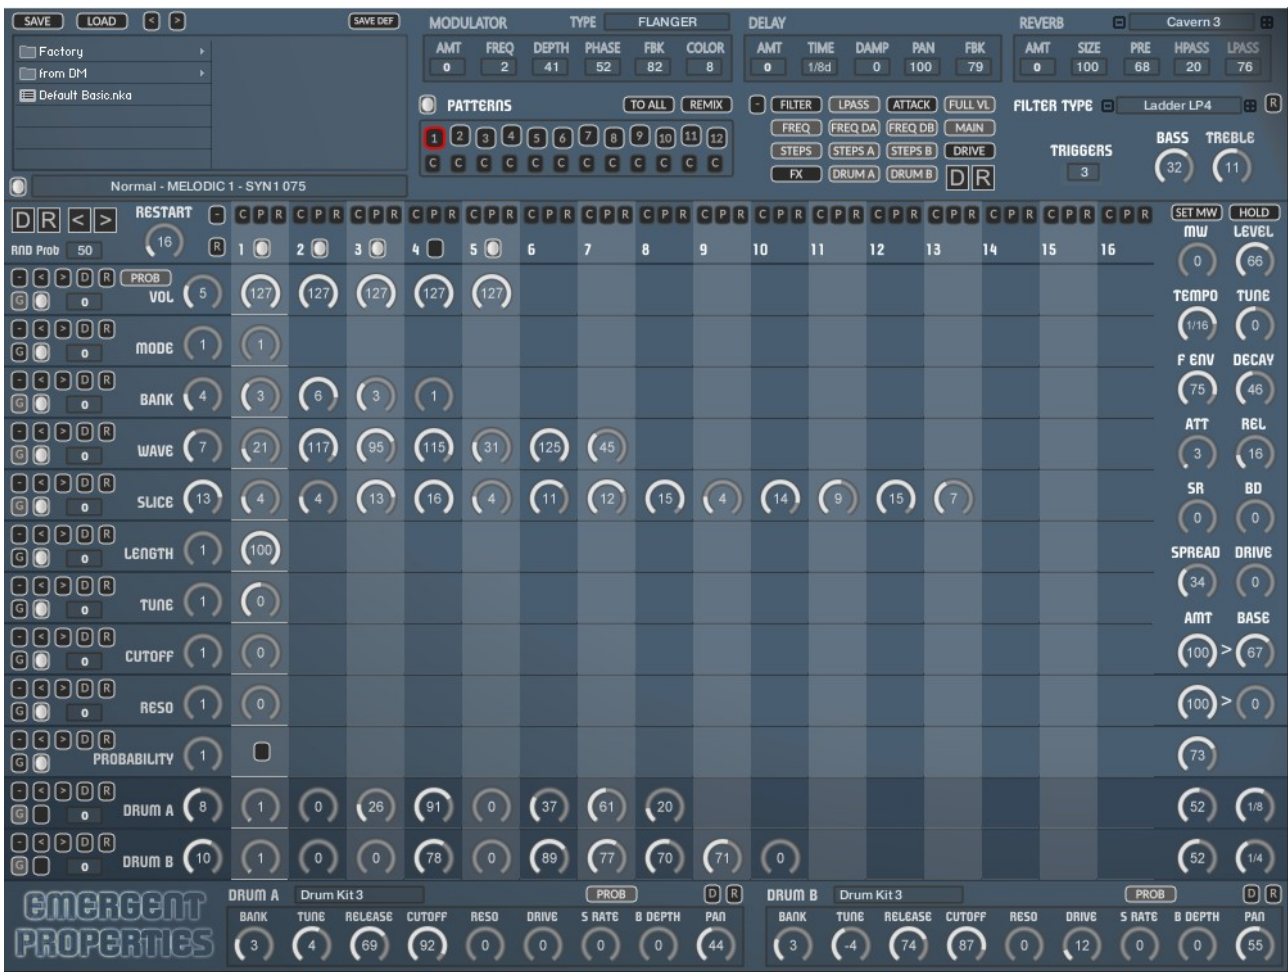 SAVE LOAD < > SAVE DEF MODULATOR TYPE FLANGER DELAY REVERB - Cavern 3
AMT FREQ DEPTH PHASE FBK COLOR AMT TIME DAMP PAN FBK AMT SIZE PRE HPASS LPASS
Factory
0 2 41 52 82 8 0 1/8d 0 100 79 0 100 68 20 76
from DM
Default Basic.nka
PATTERNS TO ALL REMIX - FILTER LPASS ATTACK FULL VL FILTER TYPE - Ladder LP4 R
1 2 3 4 5 6 7 8 9 10 11 12 FREQ FREQ DA FREQ DB MAIN BASS TREBLE
C C C C C C C C C C C C STEPS STEPS A STEPS B DRIVE TRIGGERS 32 11
FX DRUM A DRUM B D R 3
Normal - MELODIC 1 - SYN1 075
D R < > RESTART - C P R C P R C P R C P R C P R C P R C P R C P R C P R C P R C P R C P R C P R C P R C P R C P R SET MW HOLD
RND Prob 50 16 R 1 2 3 4 5 6 7 8 9 10 11 12 13 14 15 16 MW LEVEL
0 66
- < > D R PROB
G 0 VOL 5 127 127 127 127 127 TEMPO TUNE
1/16 0
- < > D R
G 0 MODE 1 1 F ENV DECAY
75 46
- < > D R
G 0 BANK 4 3 6 3 1
ATT REL
- < > D R
G 0 WAVE 7 21 117 95 115 31 125 45 3 16
- < > D R
G 0 SLICE 13 4 4 13 16 4 11 12 15 4 14 9 15 7 SR BD
0 0
- < > D R
G 0 LENGTH 1 100 SPREAD DRIVE
34 0
- < > D R
G 0 TUNE 1 0 AMT BASE
- < > D R
G 0 CUTOFF 1 0 100 > 67
- < > D R
G 0 RESO 1 0 100 > 0
- < > D R
G PROBABILITY 1 73
- < > D R
G 0 DRUM A 8 1 0 26 91 0 37 61 20 52 1/8
- < > D R
G 0 DRUM B 10 1 0 0 78 0 89 77 70 71 0 52 1/4
EMERGENT
PROPERTIES
DRUM A Drum Kit 3 PROB D R
BANK TUNE RELEASE CUTOFF RESO DRIVE S RATE B DEPTH PAN
3 4 69 92 0 0 0 0 44
DRUM B Drum Kit 3 PROB D R
BANK TUNE RELEASE CUTOFF RESO DRIVE S RATE B DEPTH PAN
3 -4 74 87 0 12 0 0 55